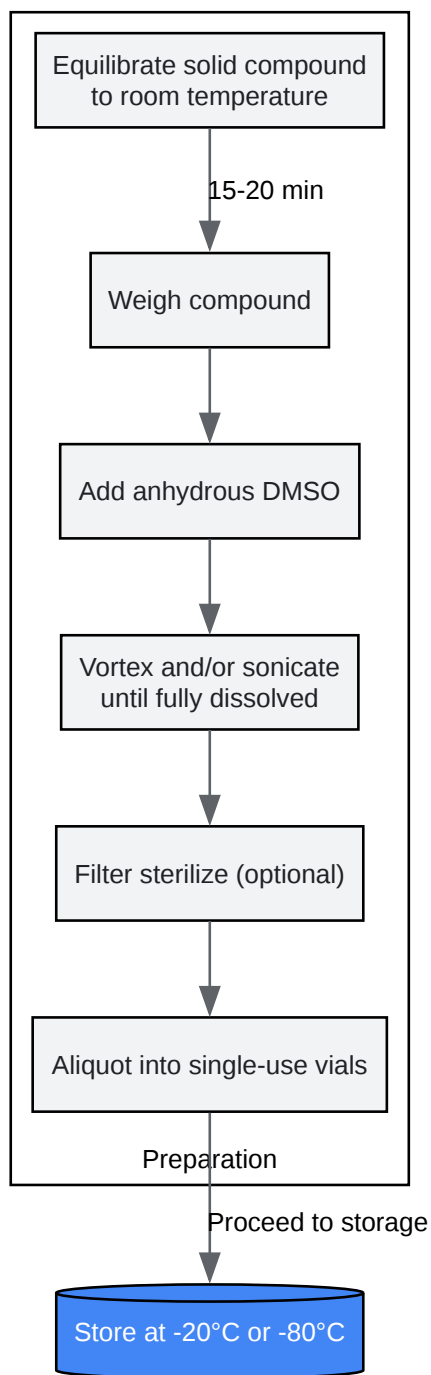 Equilibrate solid compound
to room temperature
15-20 min
Weigh compound
Add anhydrous DMSO
Vortex and/or sonicate
until fully dissolved
Filter sterilize (optional)
Aliquot into single-use vials
Preparation
Proceed to storage
Store at -20°C or -80°C